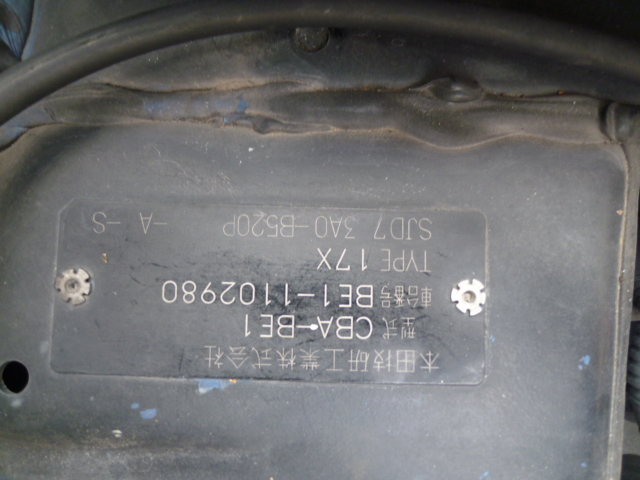 本田技研工業株式会社
型式 CBA-BE1
車台番号 BE1-1102980
TYPE 17X
SJD7 3A0-B520P -A -S